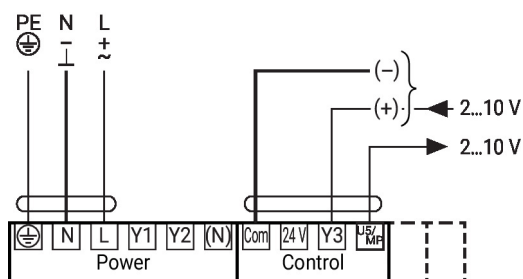 PE N L
– +
⊥ ~
(–)
(+) 2...10 V
2...10 V
N L Y1 Y2 (N) Com 24 V Y3 U5/
MP
Power Control